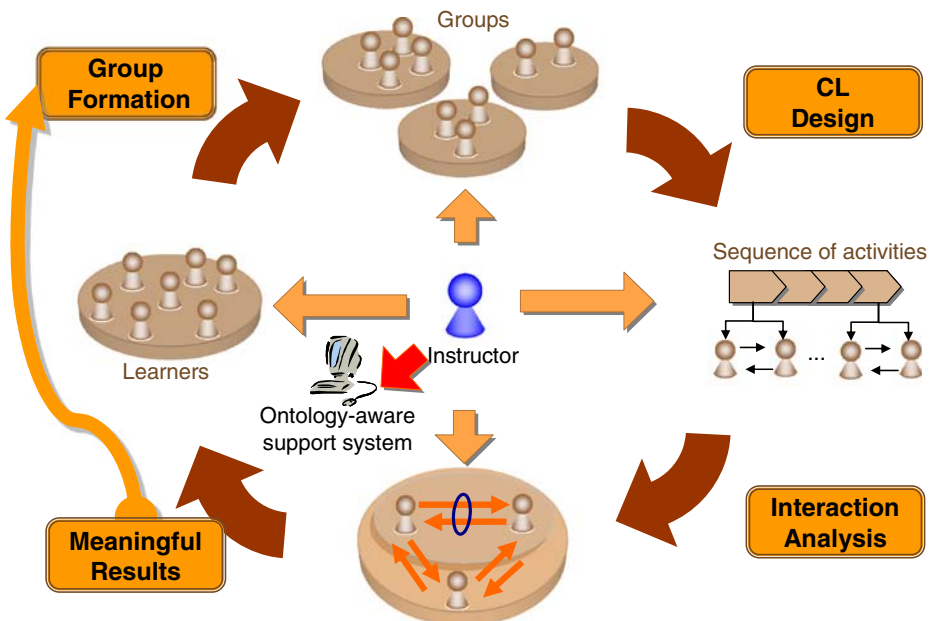 Groups
Group
Formation
CL
Design
Sequence of activities
...
Learners
Instructor
Ontology-aware
support system
Meaningful
Results
Interaction
Analysis